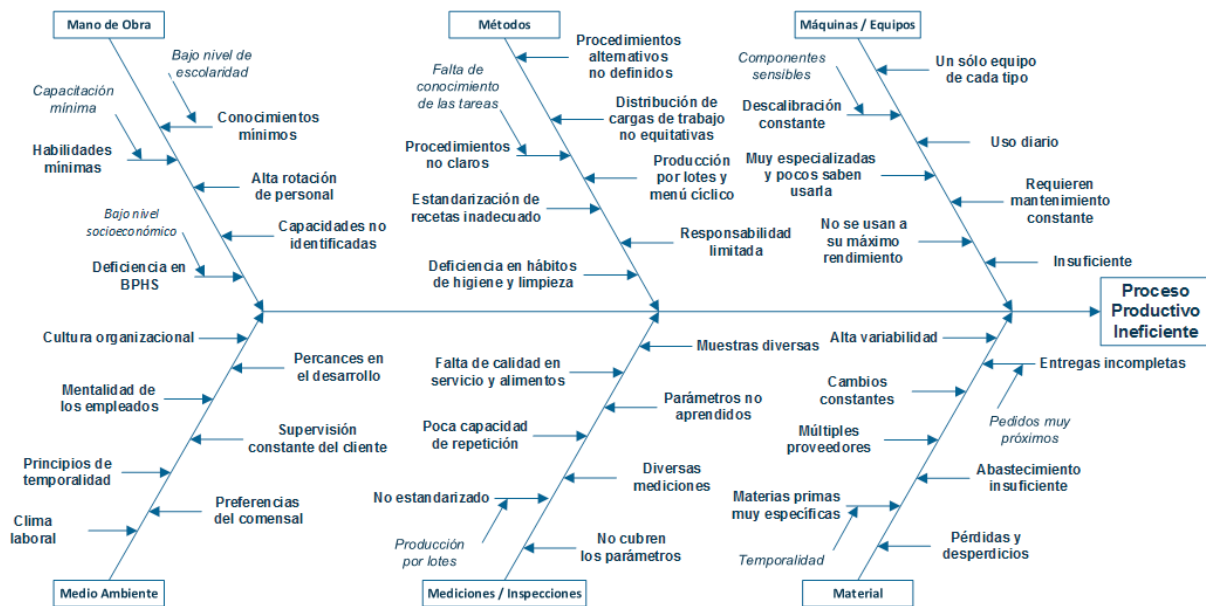 Mano de Obra
Bajo nivel de
escolaridad
Capacitación
mínima
Conocimientos
mínimos
Habilidades
mínimas
Alta rotación
de personal
Bajo nivel
socioeconómico
Capacidades no
identificadas
Deficiencia en
BPHS
Métodos
Procedimientos
alternativos
no definidos
Falta de
conocimiento
de las tareas
Distribución de
cargas de trabajo
no equitativas
Procedimientos
no claros
Producción
por lotes y
menú cíclico
Estandarización de
recetas inadecuado
Responsabilidad
limitada
Deficiencia en hábitos
de higiene y limpieza
Máquinas / Equipos
Un sólo equipo
de cada tipo
Componentes
sensibles
Descalibración
constante
Uso diario
Muy especializadas
y pocos saben
usarla
Requieren
mantenimiento
constante
No se usan a
su máximo
rendimiento
Insuficiente
Proceso
Productivo
Ineficiente
Cultura organizacional
Percances en
el desarrollo
Mentalidad de
los empleados
Supervisión
constante del cliente
Principios de
temporalidad
Preferencias
del comensal
Clima
laboral
Medio Ambiente
Muestras diversas
Falta de calidad en
servicio y alimentos
Parámetros no
aprendidos
Poca capacidad
de repetición
Diversas
mediciones
No estandarizado
Producción
por lotes
No cubren
los parámetros
Mediciones / Inspecciones
Alta variabilidad
Entregas incompletas
Cambios
constantes
Pedidos muy
próximos
Múltiples
proveedores
Abastecimiento
insuficiente
Materias primas
muy específicas
Temporalidad
Pérdidas y
desperdicios
Material